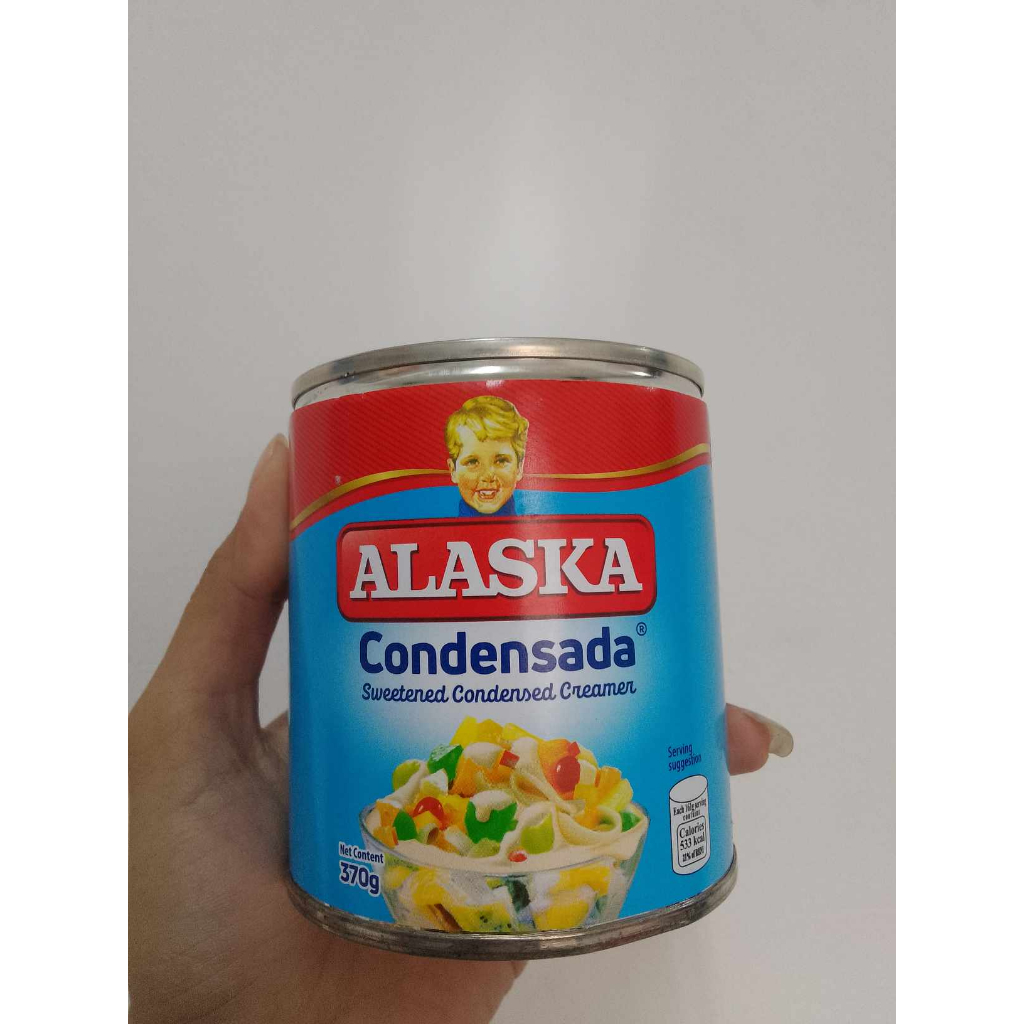 ALASKA
Condensada®
Sweetened Condensed Creamer
Serving
suggestion
Calories
533 kcal
Net Content
370g